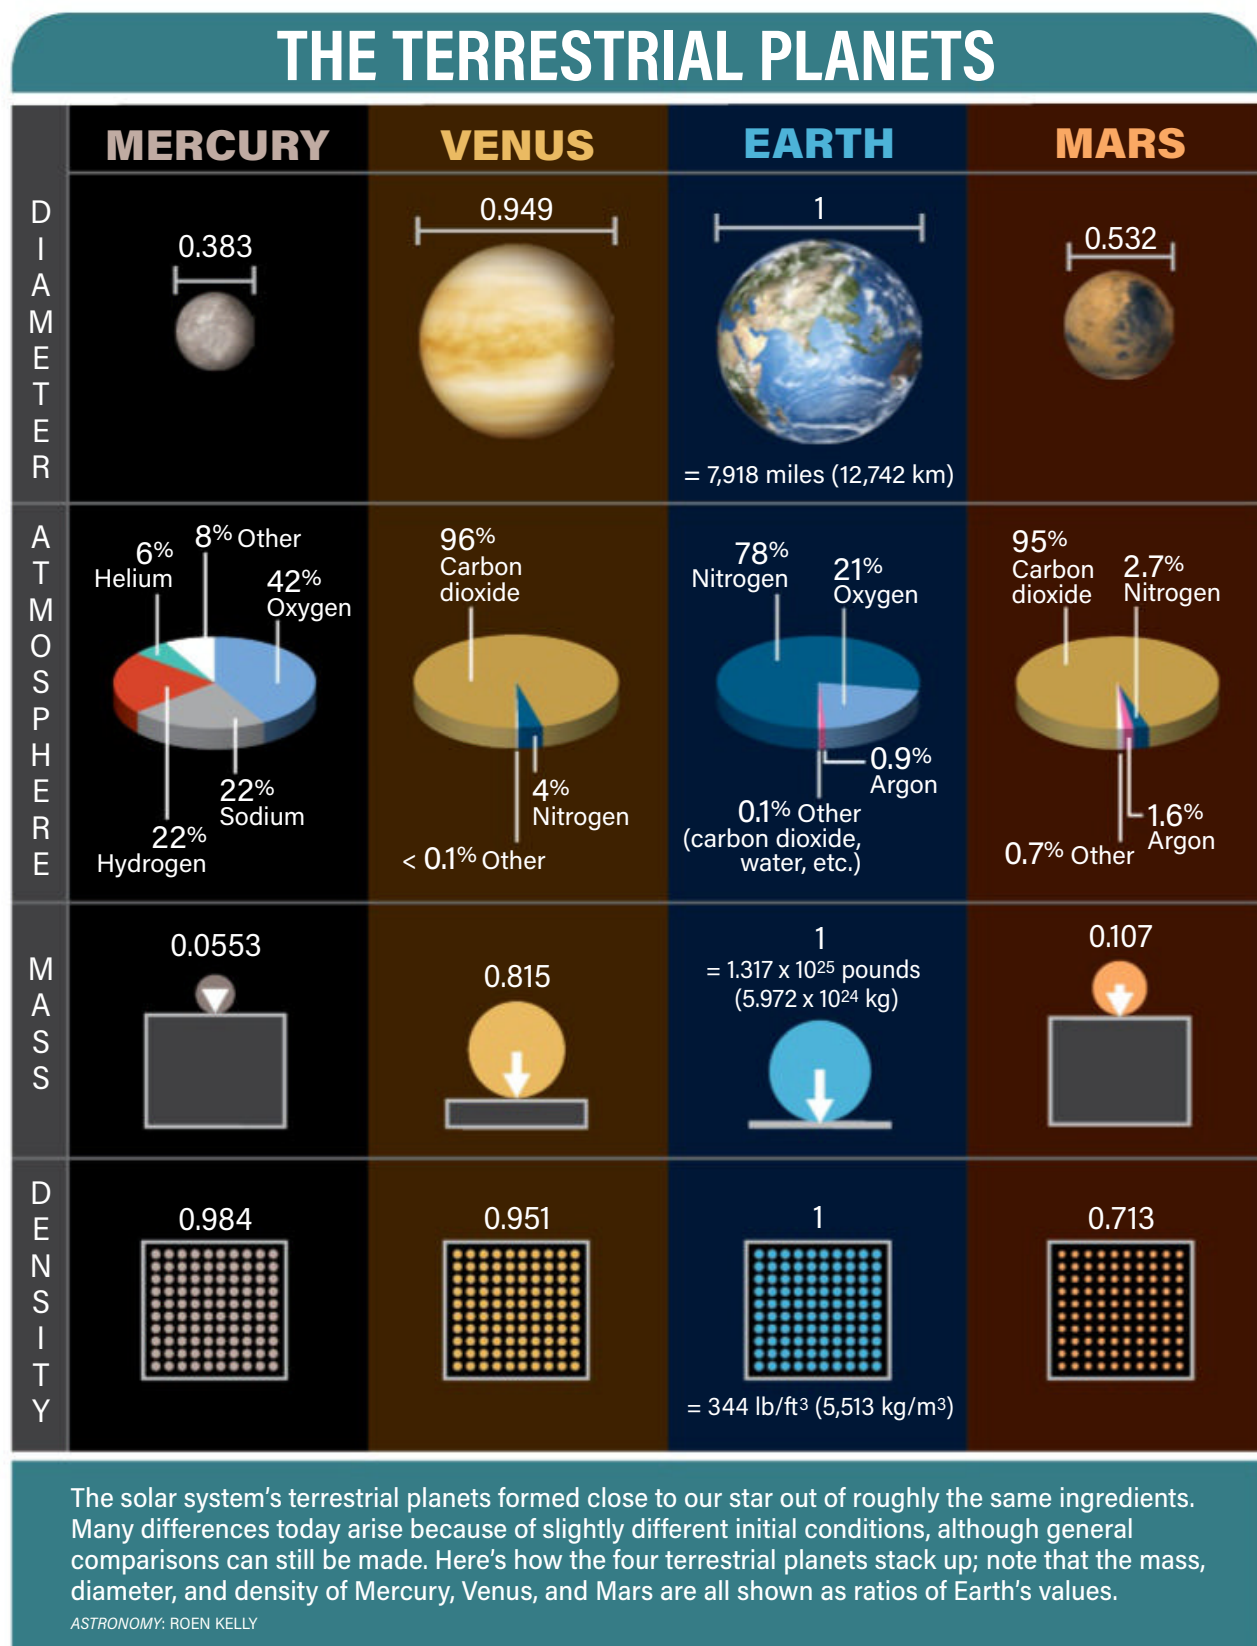 THE TERRESTRIAL PLANETS
MERCURY
VENUS
EARTH
MARS
DIAMETER
0.383
0.949
1
= 7,918 miles (12,742 km)
0.532
ATMOSPHERE
6%
Helium
8% Other
42%
Oxygen
22%
Sodium
22%
Hydrogen
96%
Carbon
dioxide
4%
Nitrogen
< 0.1% Other
78%
Nitrogen
21%
Oxygen
0.9%
Argon
0.1% Other
(carbon dioxide,
water, etc.)
95%
Carbon
dioxide
2.7%
Nitrogen
1.6%
Argon
0.7% Other
MASS
0.0553
0.815
1
= 1.317 x 10²⁵ pounds
(5.972 x 10²⁴ kg)
0.107
DENSITY
0.984
0.951
1
= 344 lb/ft³ (5,513 kg/m³)
0.713
The solar system’s terrestrial planets formed close to our star out of roughly the same ingredients.
Many differences today arise because of slightly different initial conditions, although general
comparisons can still be made. Here’s how the four terrestrial planets stack up; note that the mass,
diameter, and density of Mercury, Venus, and Mars are all shown as ratios of Earth’s values.
ASTRONOMY: ROEN KELLY